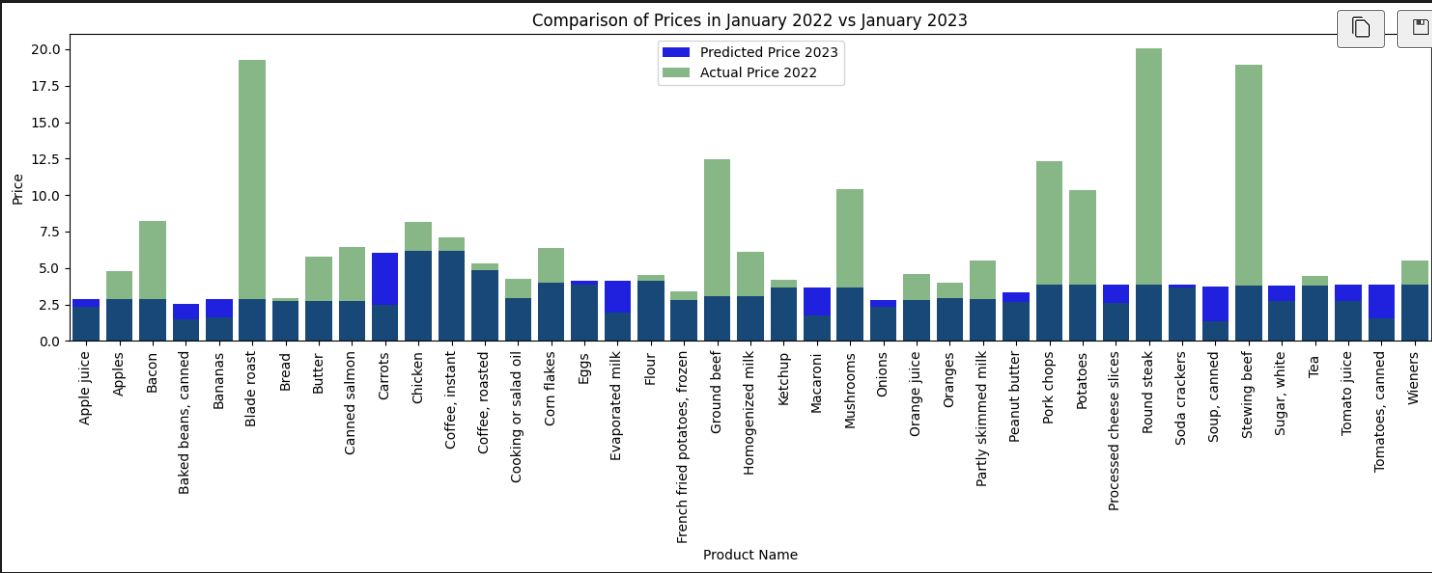 Comparison of Prices in January 2022 vs January 2023
Predicted Price 2023
Actual Price 2022
Price
20.0
17.5
15.0
12.5
10.0
7.5
5.0
2.5
0.0
Apple juice
Apples
Bacon
Baked beans, canned
Bananas
Blade roast
Bread
Butter
Canned salmon
Carrots
Chicken
Coffee, instant
Coffee, roasted
Cooking or salad oil
Corn flakes
Eggs
Evaporated milk
Flour
French fried potatoes, frozen
Ground beef
Homogenized milk
Ketchup
Macaroni
Mushrooms
Onions
Orange juice
Oranges
Partly skimmed milk
Peanut butter
Pork chops
Potatoes
Processed cheese slices
Round steak
Soda crackers
Soup, canned
Stewing beef
Sugar, white
Tea
Tomato juice
Tomatoes, canned
Wieners
Product Name